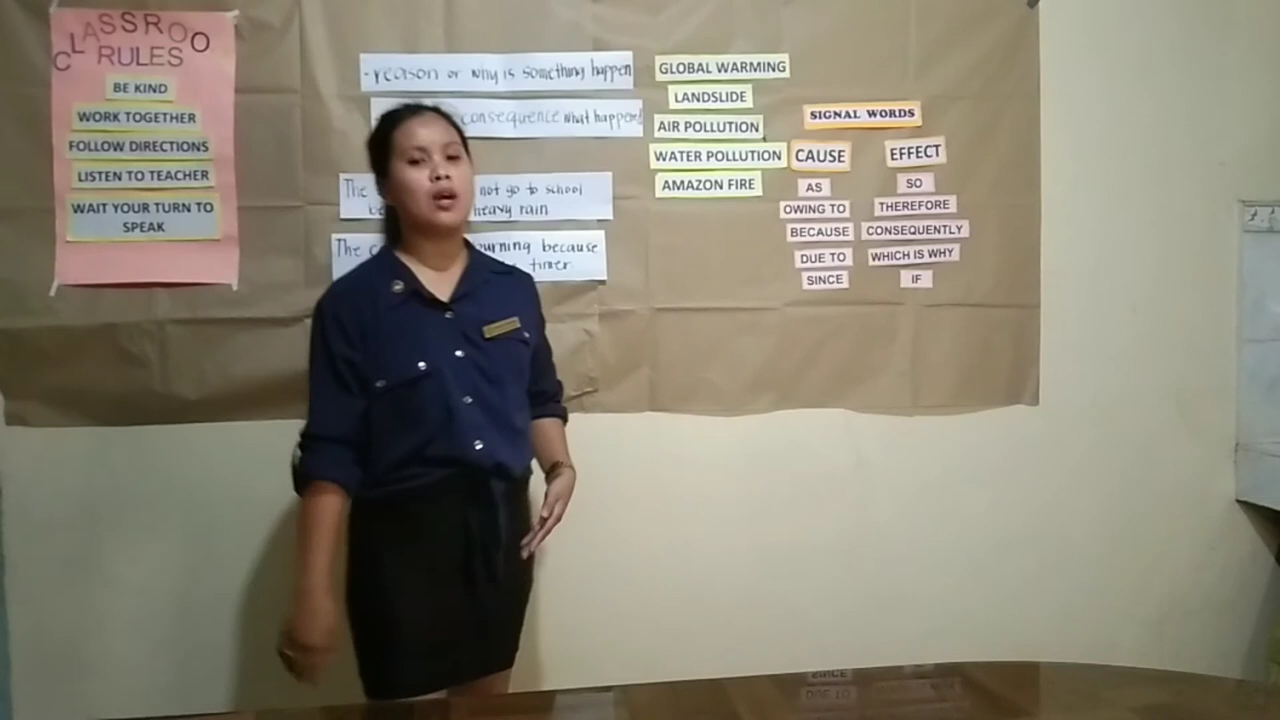 CLASSROO
RULES
BE KIND
WORK TOGETHER
FOLLOW DIRECTIONS
LISTEN TO TEACHER
WAIT YOUR TURN TO
SPEAK
-reason or why is something happen
consequence what happened
The not go to school
heavy rain
The because
timer
GLOBAL WARMING
LANDSLIDE
AIR POLLUTION
WATER POLLUTION
AMAZON FIRE
SIGNAL WORDS
CAUSE
AS
OWING TO
BECAUSE
DUE TO
SINCE
EFFECT
SO
THEREFORE
CONSEQUENTLY
WHICH IS WHY
IF